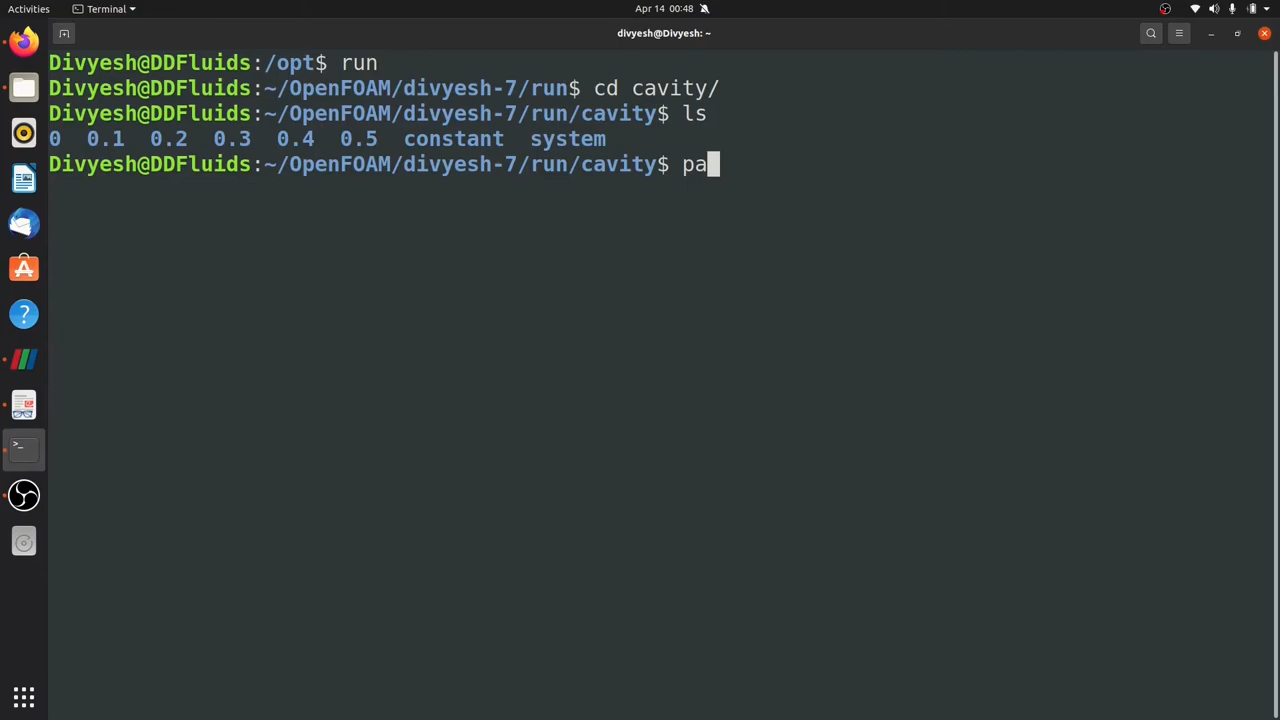 Activities Terminal Apr 14 00:48
divyesh@Divyesh: ~
Divyesh@DDFluids:/opt$ run
Divyesh@DDFluids:~/OpenFOAM/divyesh-7/run$ cd cavity/
Divyesh@DDFluids:~/OpenFOAM/divyesh-7/run/cavity$ ls
0 0.1 0.2 0.3 0.4 0.5 constant system
Divyesh@DDFluids:~/OpenFOAM/divyesh-7/run/cavity$ pa